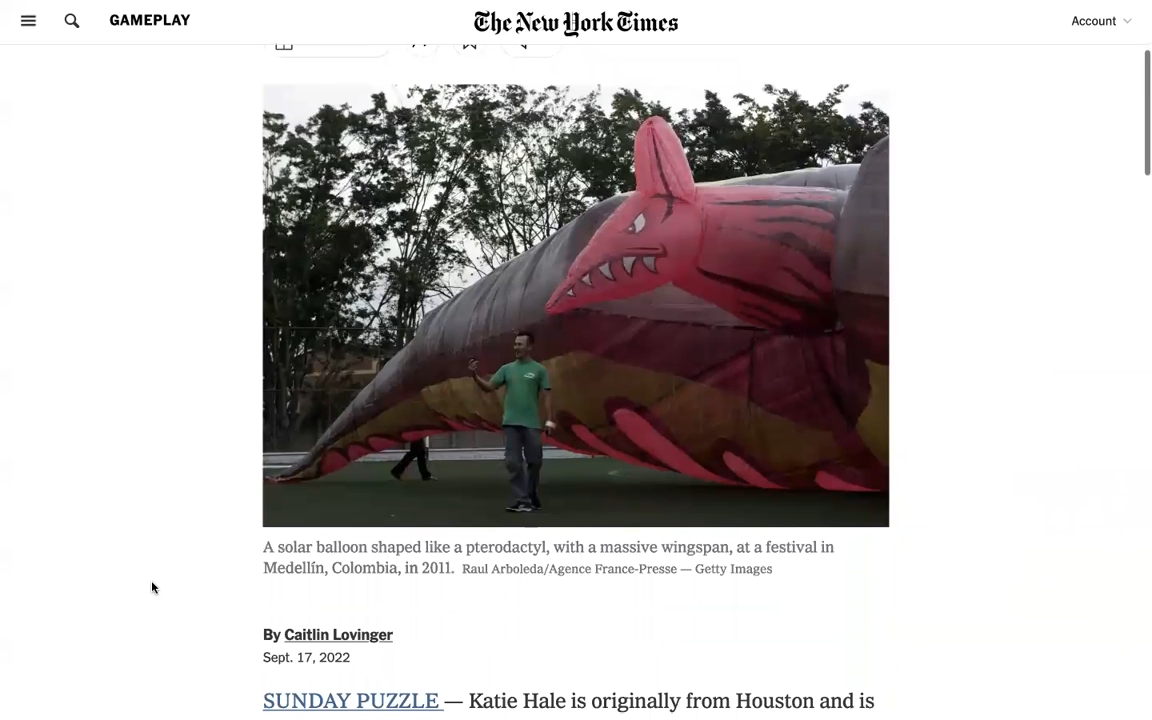 GAMEPLAY
The New York Times
Account
A solar balloon shaped like a pterodactyl, with a massive wingspan, at a festival in
Medellín, Colombia, in 2011. Raul Arboleda/Agence France-Presse — Getty Images
By Caitlin Lovinger
Sept. 17, 2022
SUNDAY PUZZLE — Katie Hale is originally from Houston and is